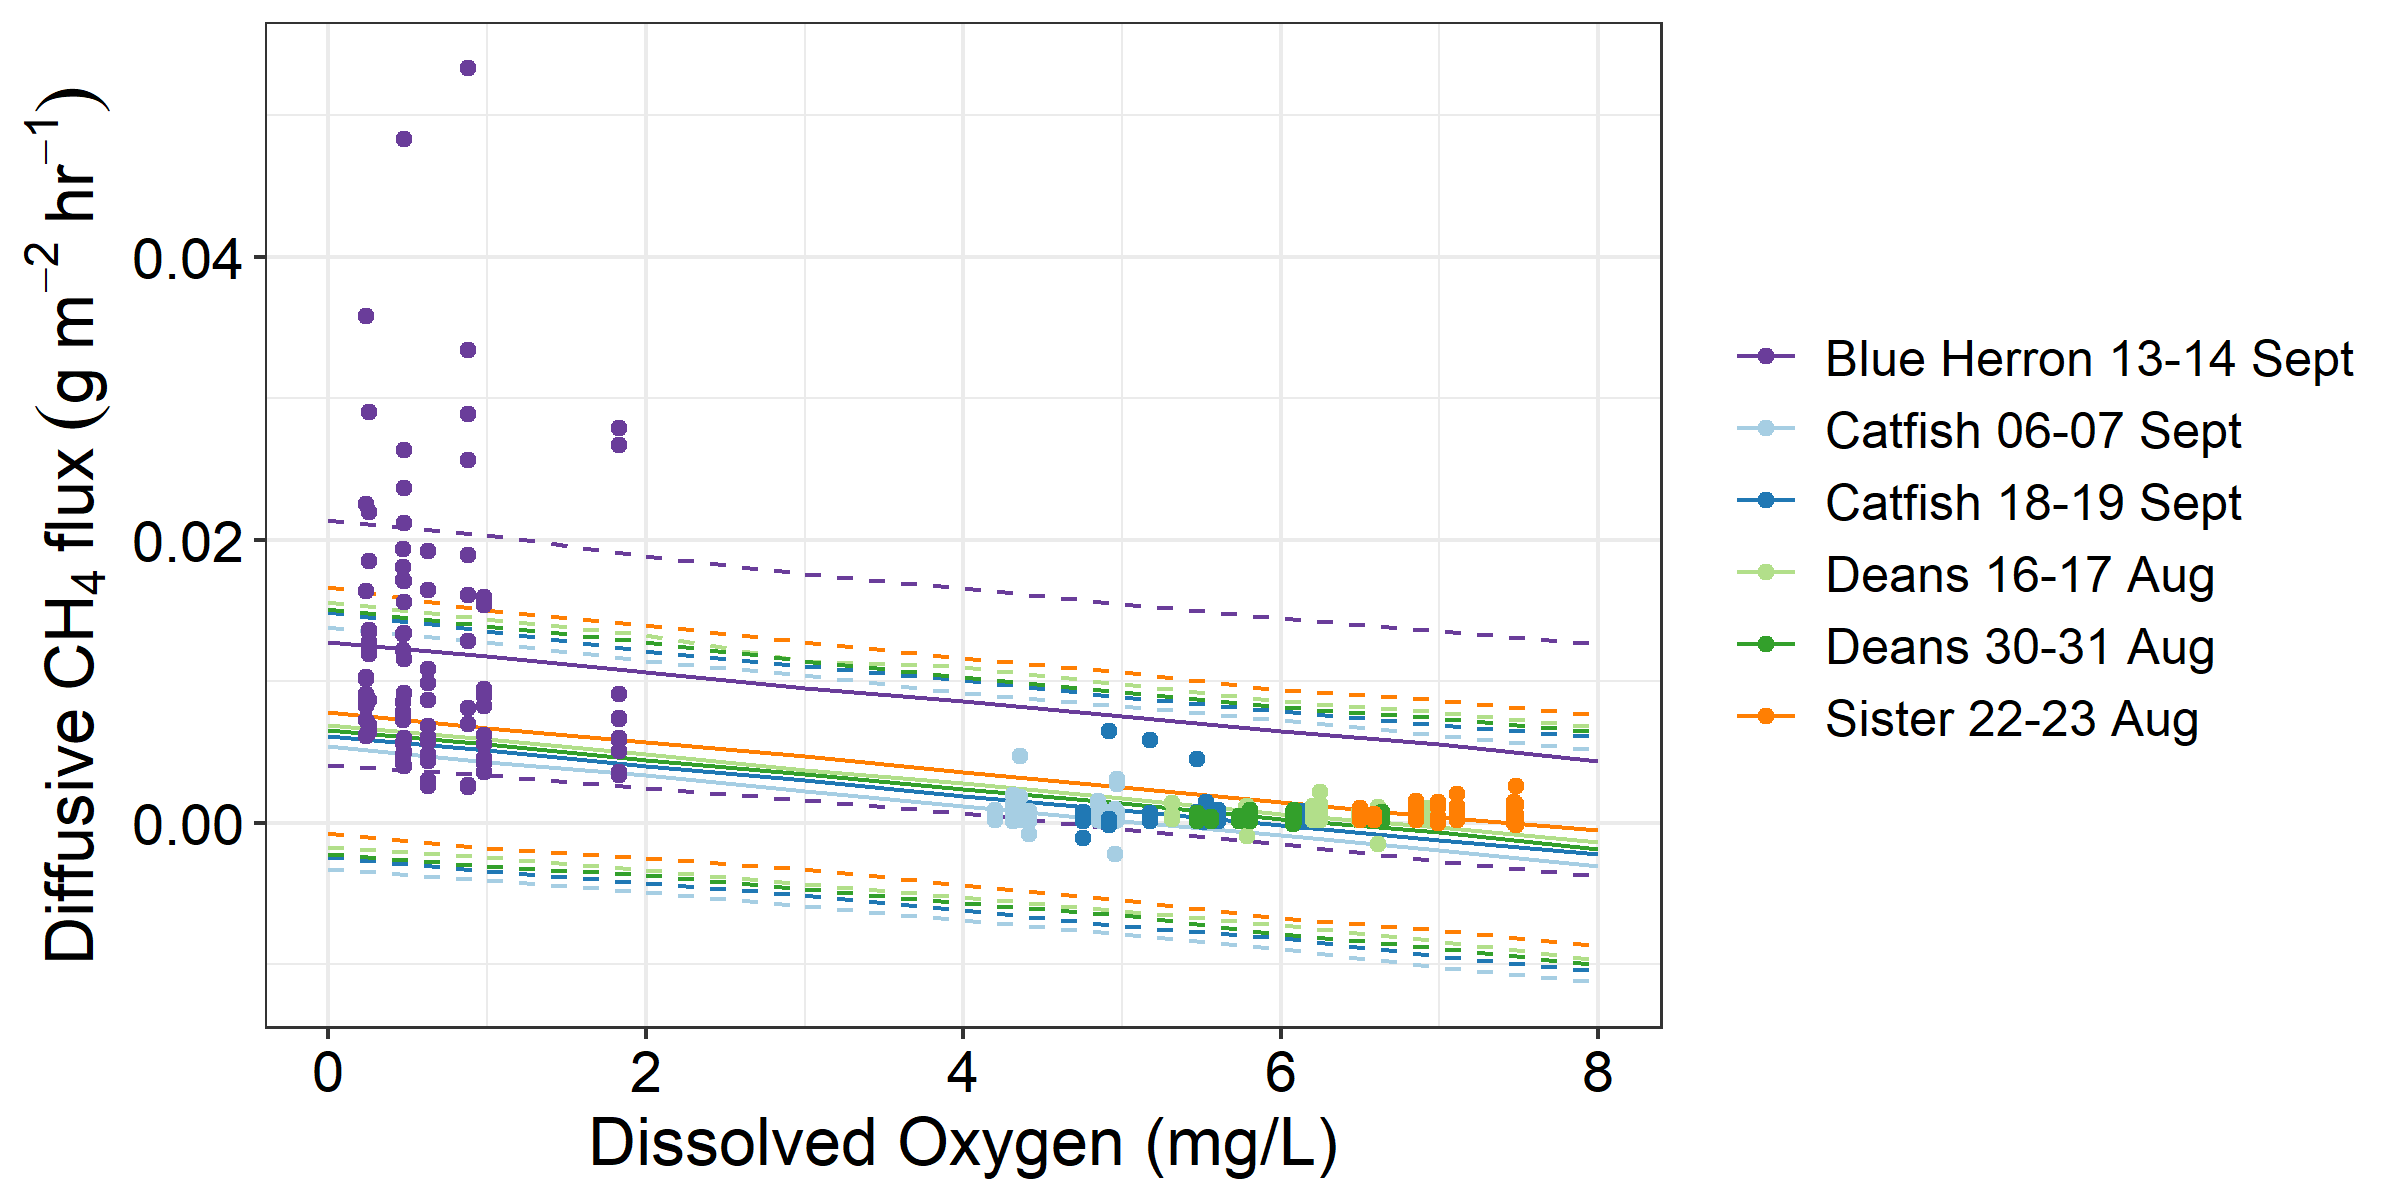 Diffusive CH₄ flux (g m⁻² hr⁻¹)
0.04
0.02
0.00
0 2 4 6 8
Dissolved Oxygen (mg/L)
Blue Herron 13-14 Sept
Catfish 06-07 Sept
Catfish 18-19 Sept
Deans 16-17 Aug
Deans 30-31 Aug
Sister 22-23 Aug